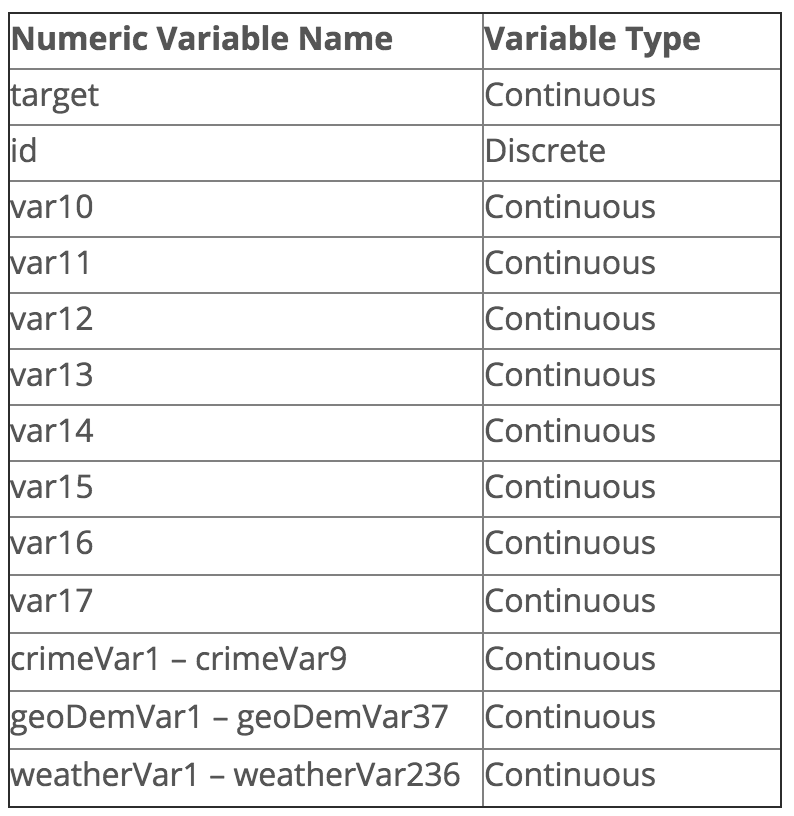 Numeric Variable Name Variable Type
target Continuous
id Discrete
var10 Continuous
var11 Continuous
var12 Continuous
var13 Continuous
var14 Continuous
var15 Continuous
var16 Continuous
var17 Continuous
crimeVar1 – crimeVar9 Continuous
geoDemVar1 – geoDemVar37 Continuous
weatherVar1 – weatherVar236 Continuous